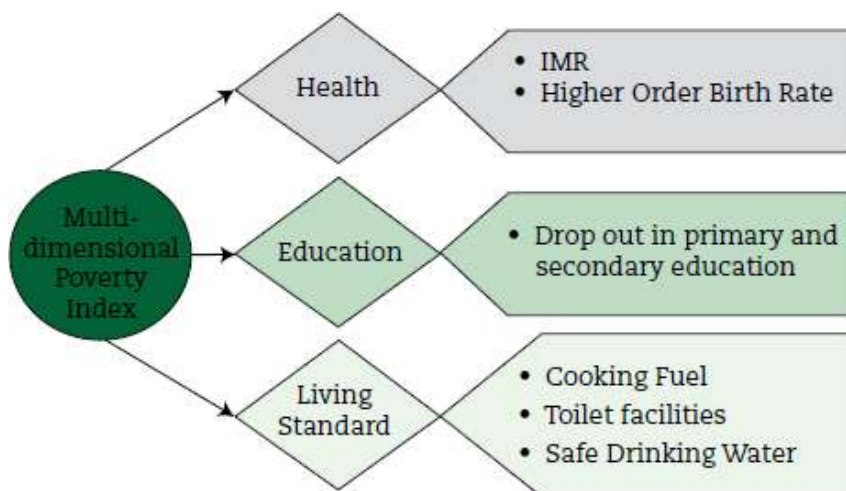 Multi-
dimensional
Poverty
Index
Health
• IMR
• Higher Order Birth Rate
Education
• Drop out in primary and
secondary education
Living
Standard
• Cooking Fuel
• Toilet facilities
• Safe Drinking Water